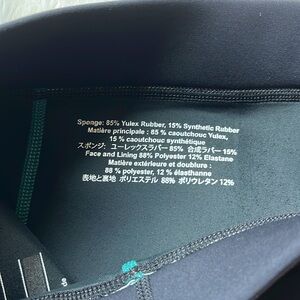 Sponge: 85% Yulex Rubber, 15% Synthetic Rubber
Matière principale : 85 % caoutchouc Yulex,
15 % caoutchouc synthétique
スポンジ: ユーレックスラバー 85% 合成ラバー 15%
Face and Lining 88% Polyester 12% Elastane
Matière extérieure et doublure :
88 % polyester, 12 % élasthanne
表地と裏地 ポリエステル 88% ポリウレタン 12%